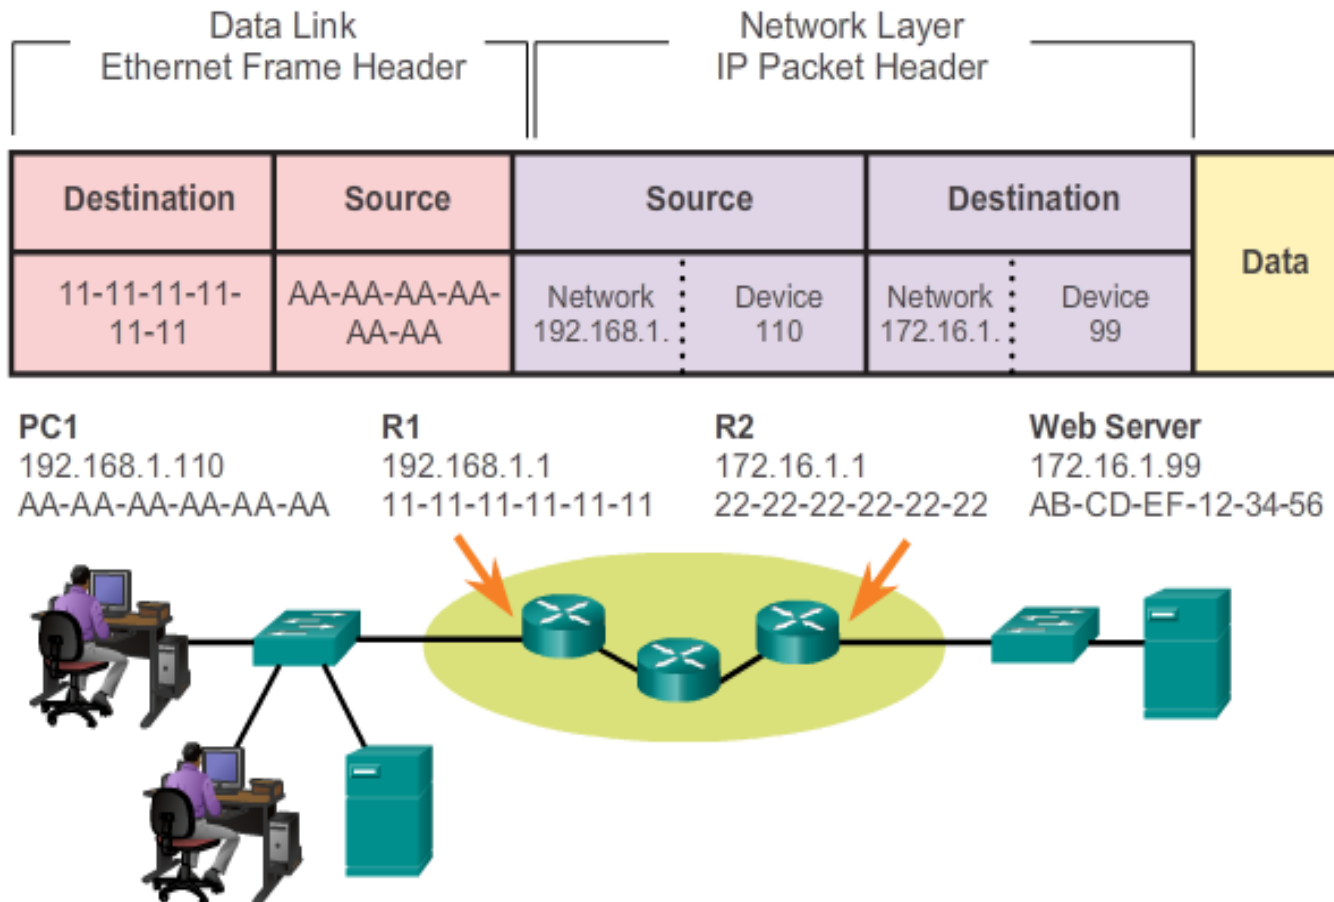 Data Link
Ethernet Frame Header
Network Layer
IP Packet Header
Destination
Source
Source
Destination
Data
11-11-11-11-
11-11
AA-AA-AA-AA-
AA-AA
Network
192.168.1.
Device
110
Network
172.16.1.
Device
99
PC1
192.168.1.110
AA-AA-AA-AA-AA-AA
R1
192.168.1.1
11-11-11-11-11-11
R2
172.16.1.1
22-22-22-22-22-22
Web Server
172.16.1.99
AB-CD-EF-12-34-56